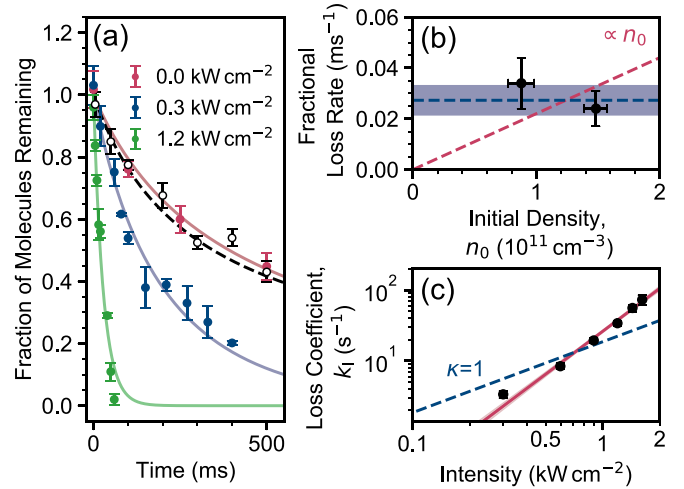 (a)
0.0 kW cm⁻²
0.3 kW cm⁻²
1.2 kW cm⁻²
Fraction of Molecules Remaining
1.2
1.0
0.8
0.6
0.4
0.2
0.0
0
250
500
Time (ms)
(b)
∝ n₀
Fractional
Loss Rate (ms⁻¹)
0.08
0.06
0.04
0.02
0.00
0
1
2
Initial Density,
n₀ (10¹¹ cm⁻³)
(c)
κ=1
Loss Coefficient,
k_I (s⁻¹)
10²
10¹
0.1
0.5
1
2
Intensity (kW cm⁻²)